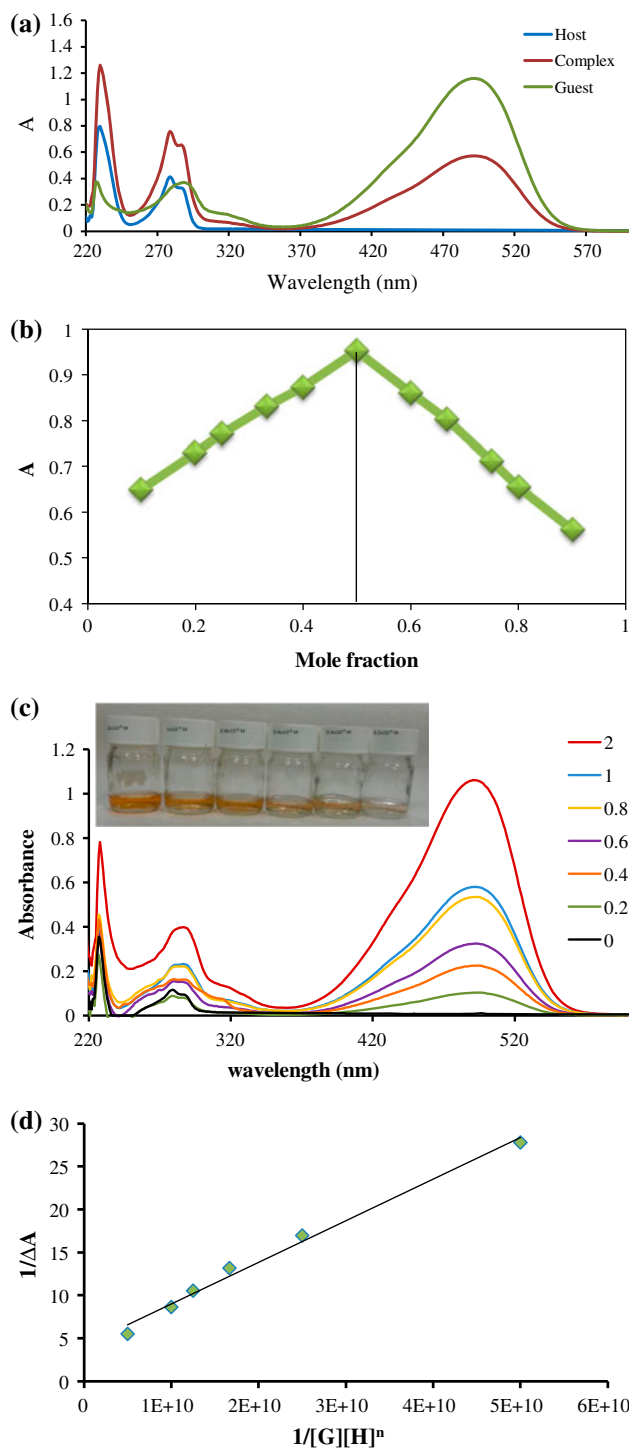 (a)
1.6
1.4
1.2
1
0.8
0.6
0.4
0.2
0
A
Host
Complex
Guest
220 270 320 370 420 470 520 570
Wavelength (nm)
(b)
1
0.9
0.8
0.7
0.6
0.5
0.4
A
0 0.2 0.4 0.6 0.8 1
Mole fraction
(c)
1.2
1
0.8
0.6
0.4
0.2
0
Absorbance
2
1
0.8
0.6
0.4
0.2
0
220 320 420 520
wavelength (nm)
(d)
30
25
20
15
10
5
0
1/ΔA
0 1E+10 2E+10 3E+10 4E+10 5E+10 6E+10
1/[G][H]ⁿ